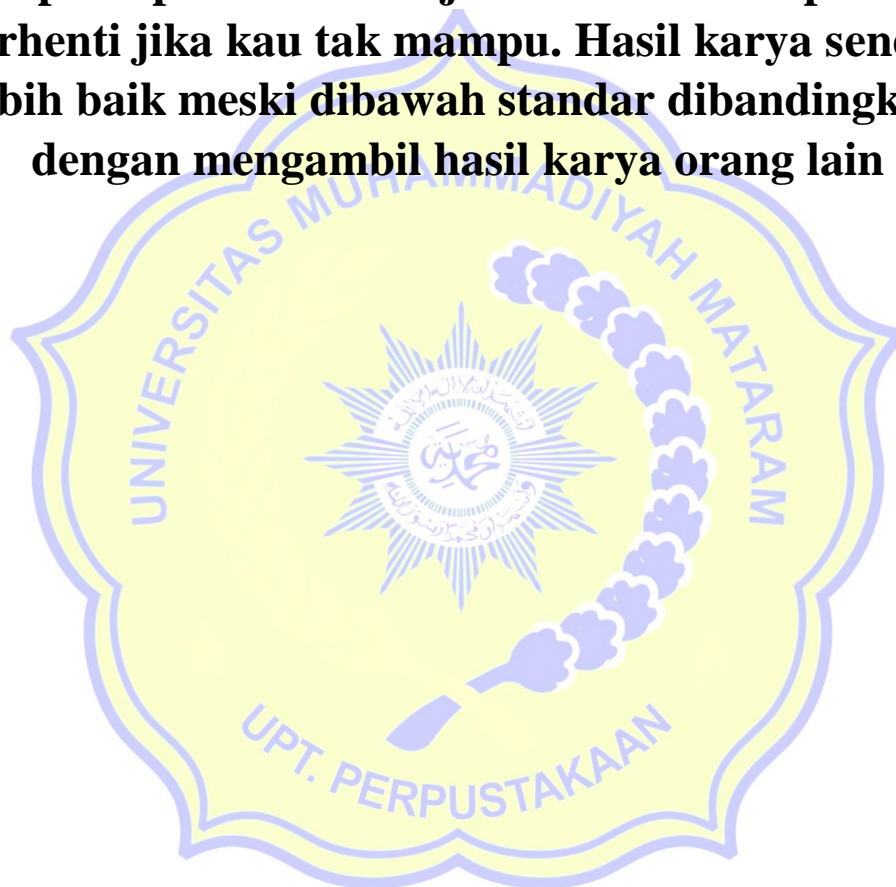 rhenti jika kau tak mampu. Hasil karya send
bih baik meski dibawah standar dibandingk
dengan mengambil hasil karya orang lain
UNIVERSITAS MUHAMMADIYAH MATARAM
UPT. PERPUSTAKAAN